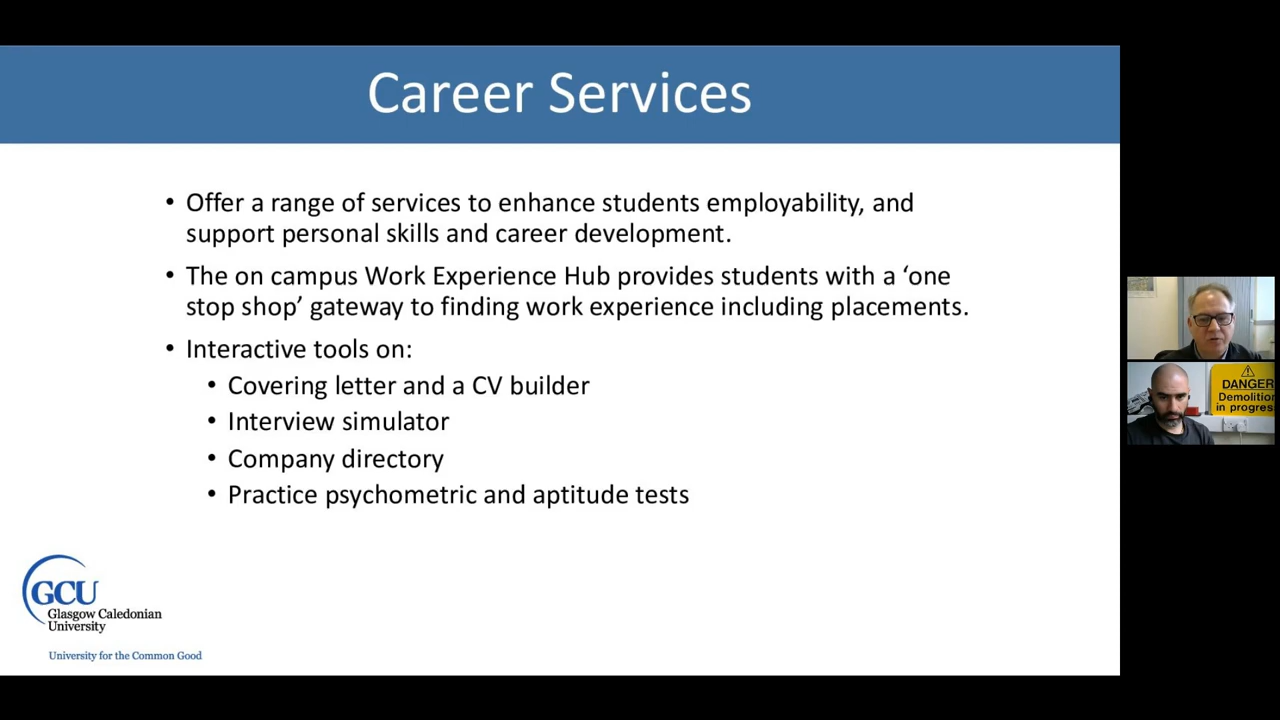 Career Services
• Offer a range of services to enhance students employability, and
support personal skills and career development.
• The on campus Work Experience Hub provides students with a ‘one
stop shop’ gateway to finding work experience including placements.
• Interactive tools on:
• Covering letter and a CV builder
• Interview simulator
• Company directory
• Practice psychometric and aptitude tests
GCU
Glasgow Caledonian
University
University for the Common Good
DANGER
Demolition
in progress